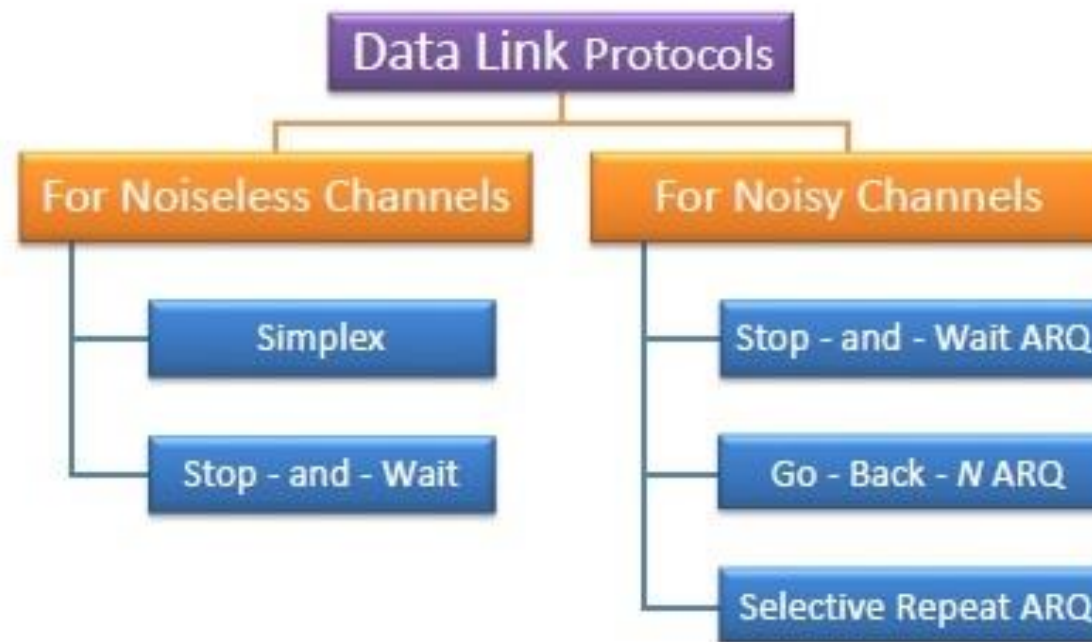 Data Link Protocols
For Noiseless Channels
For Noisy Channels
Simplex
Stop - and - Wait ARQ
Stop - and - Wait
Go - Back - N ARQ
Selective Repeat ARQ